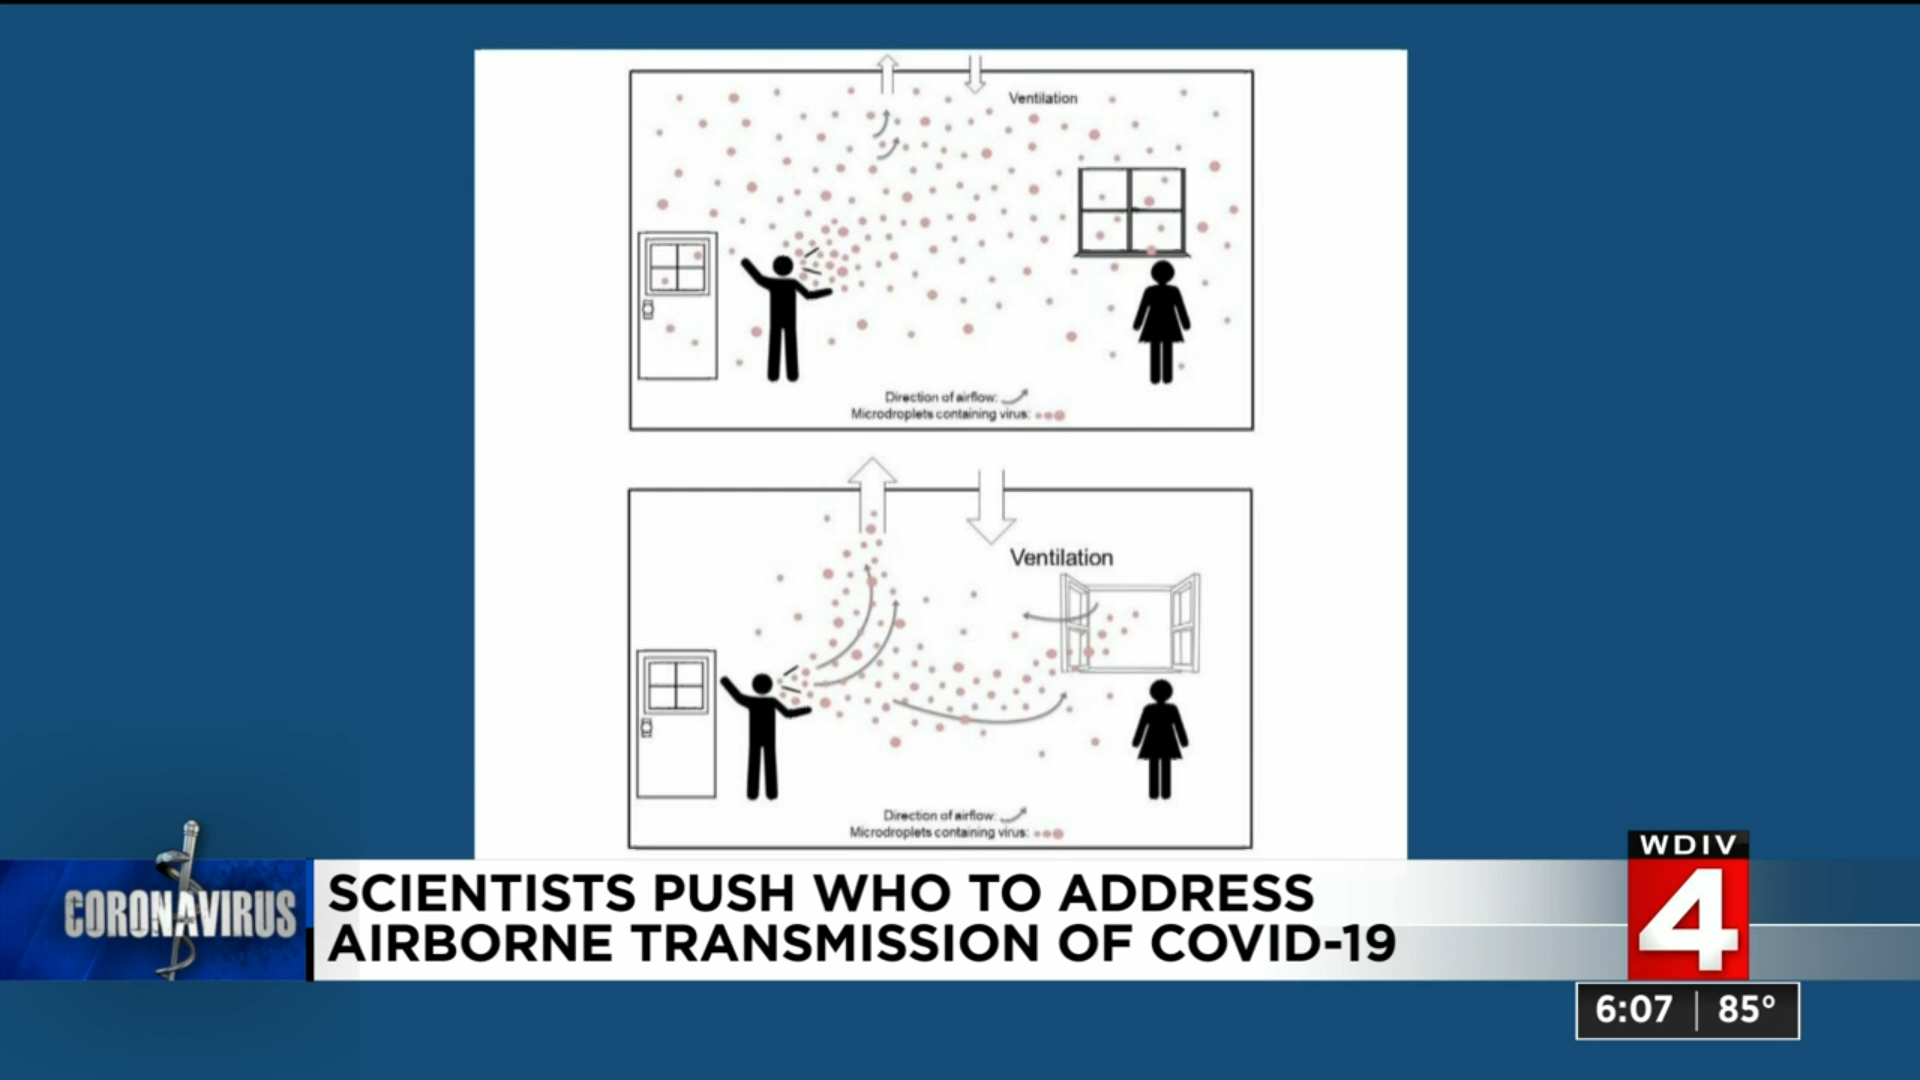 Ventilation
Direction of airflow:
Microdroplets containing virus:
Ventilation
Direction of airflow:
Microdroplets containing virus:
CORONAVIRUS
SCIENTISTS PUSH WHO TO ADDRESS
AIRBORNE TRANSMISSION OF COVID-19
WDIV
4
6:07 | 85°